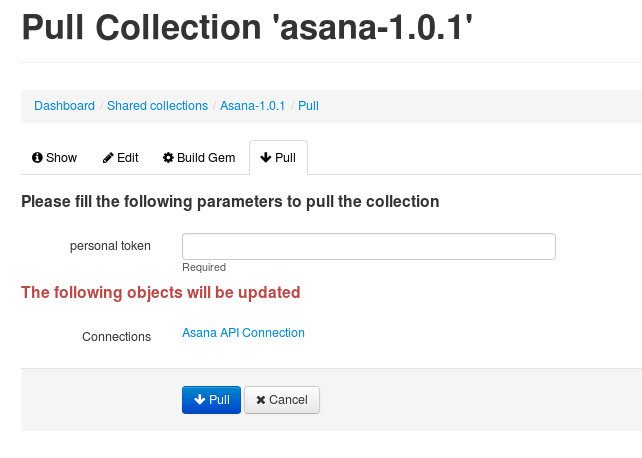 Pull Collection 'asana-1.0.1'
Dashboard / Shared collections / Asana-1.0.1 / Pull
Show Edit Build Gem Pull
Please fill the following parameters to pull the collection
personal token
Required
The following objects will be updated
Connections Asana API Connection
Pull Cancel